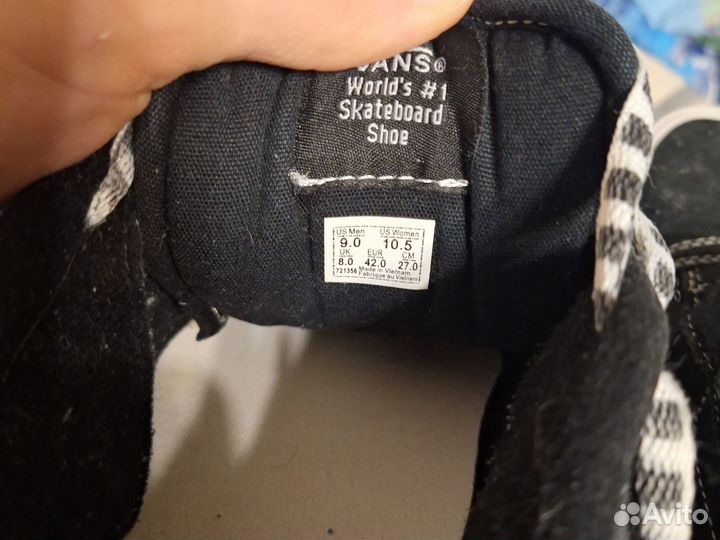 VANS®
World's #1
Skateboard
Shoe
US Men US Women
9.0 10.5
UK EUR CM
8.0 42.0 27.0
721356 Made in Vietnam
Fabriqué au Vietnam
Avito